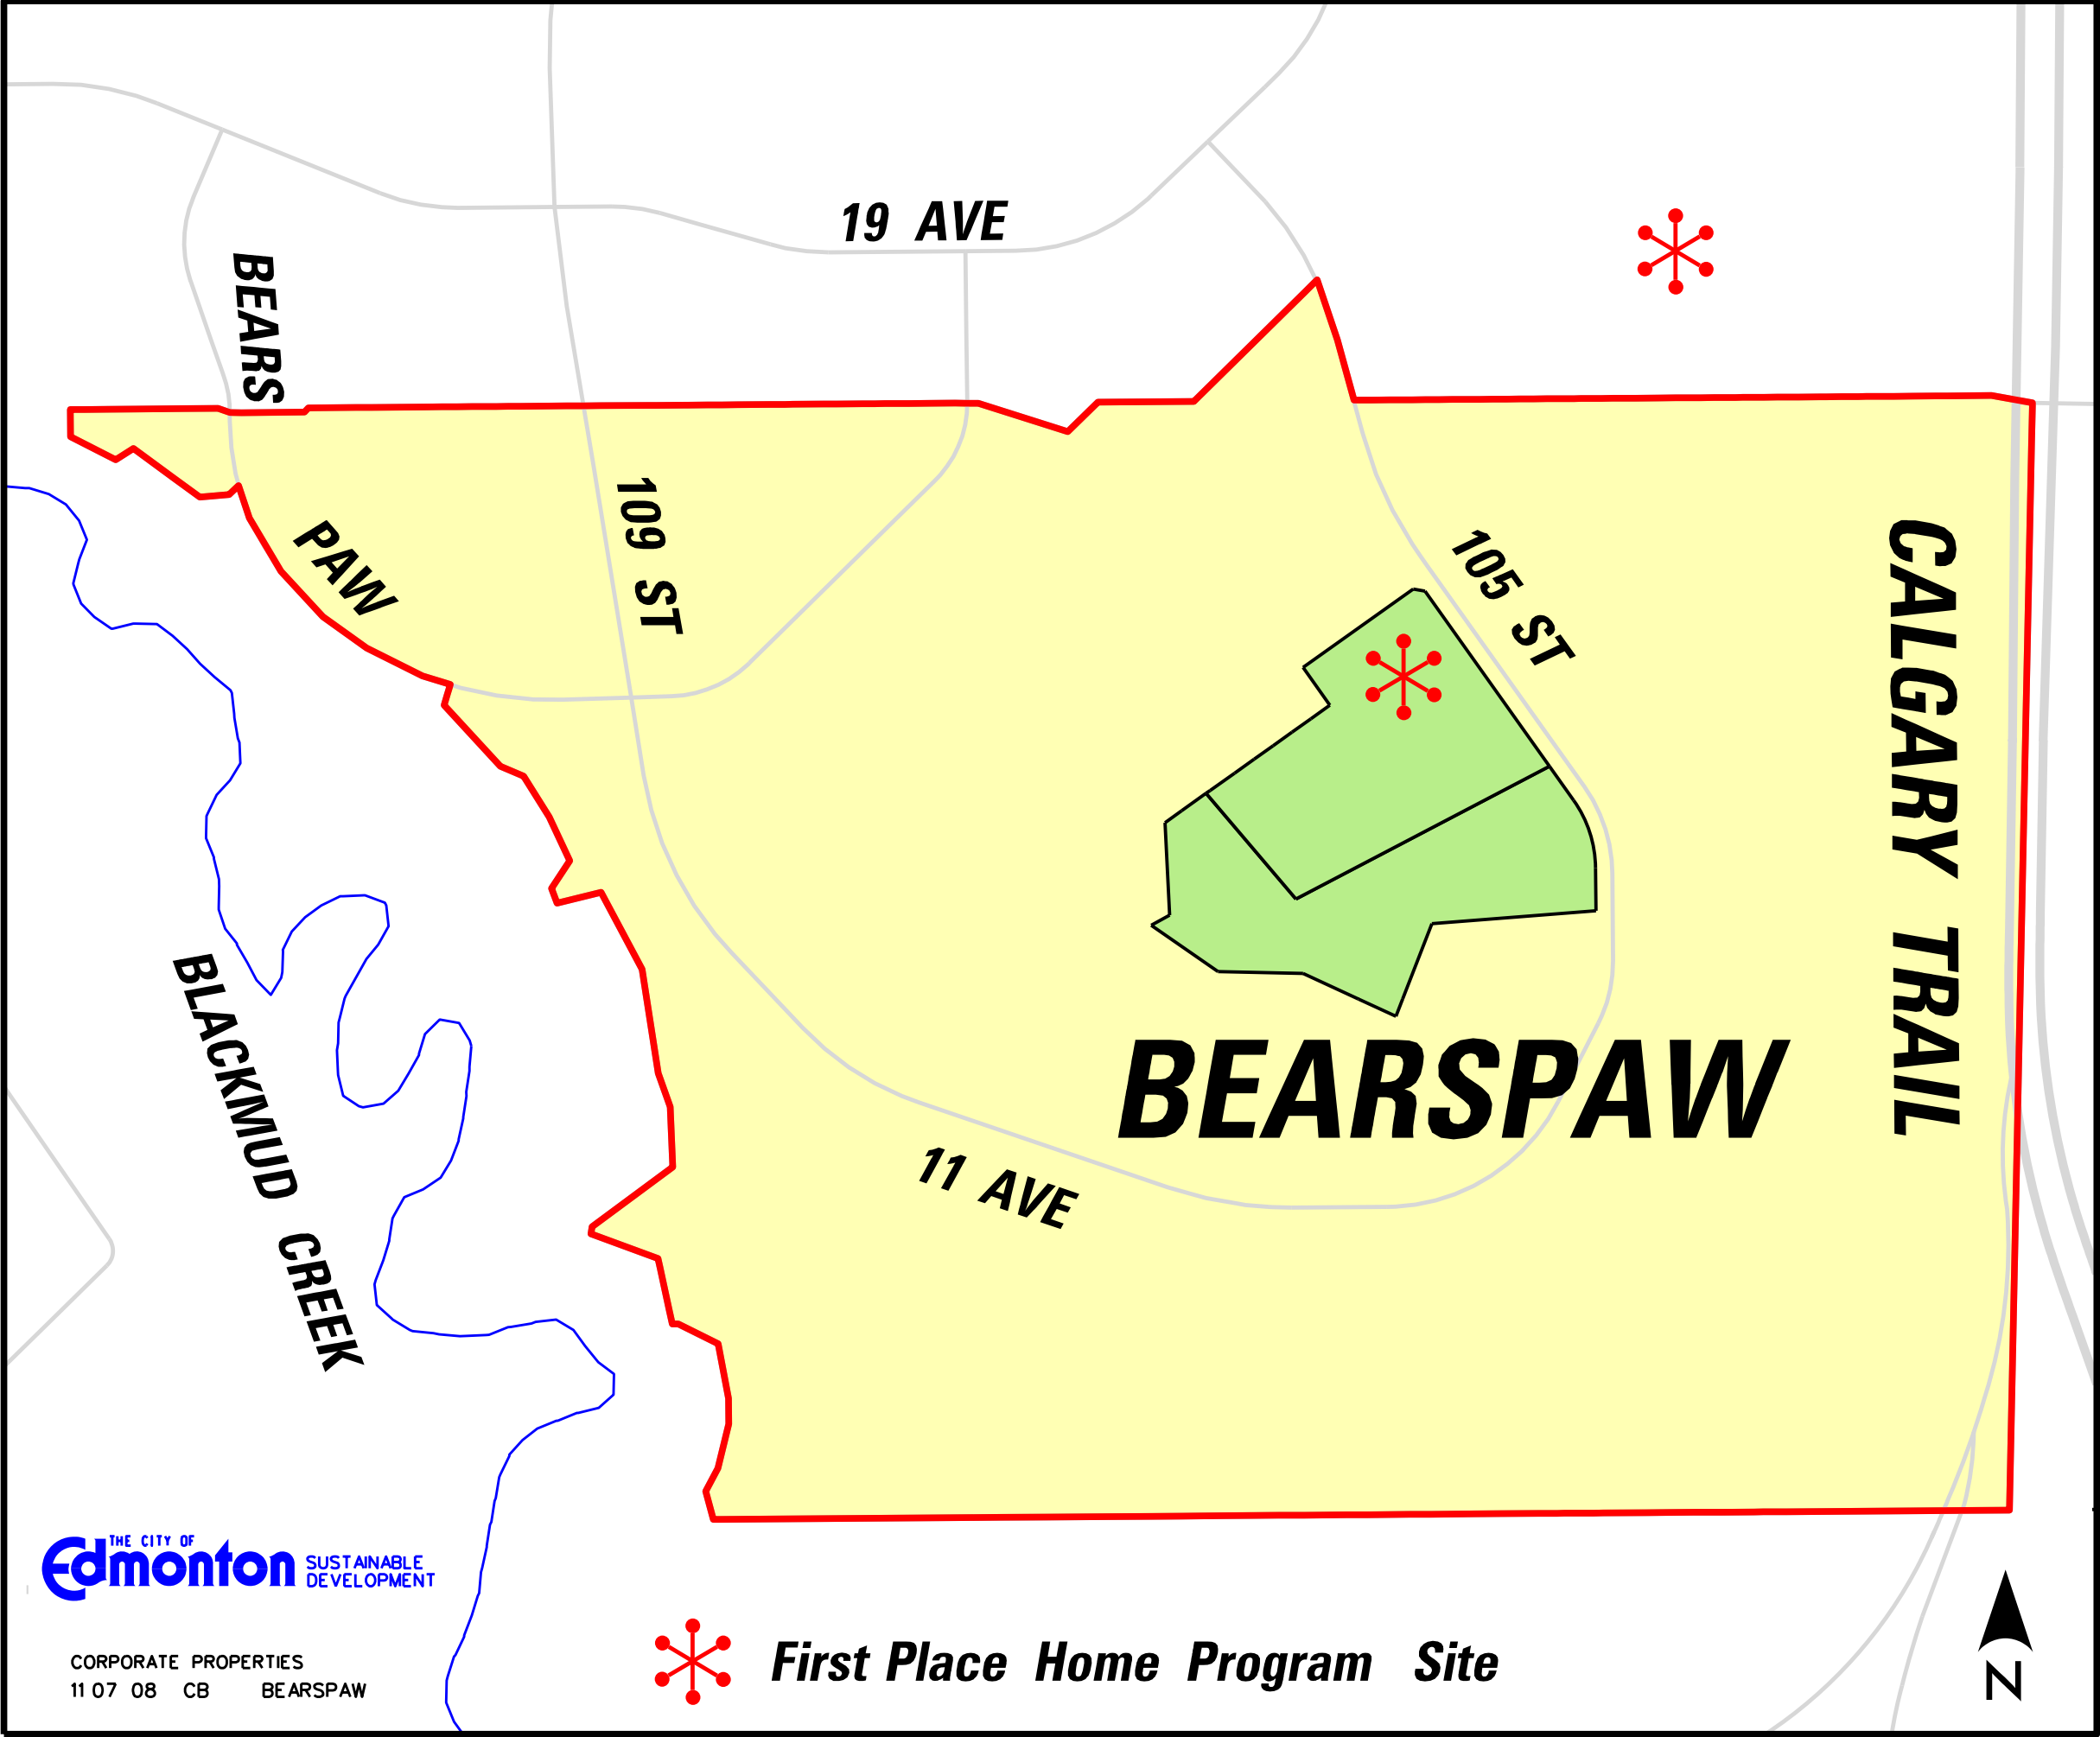 19 AVE
BEARS
PAW
109 ST
105 ST
CALGARY TRAIL
BLACKMUD CREEK
BEARSPAW
11 AVE
THE CITY OF
Edmonton
SUSTAINABLE
DEVELOPMENT
CORPORATE PROPERTIES
11 07 08 CB BEARSPAW
First Place Home Program Site
N